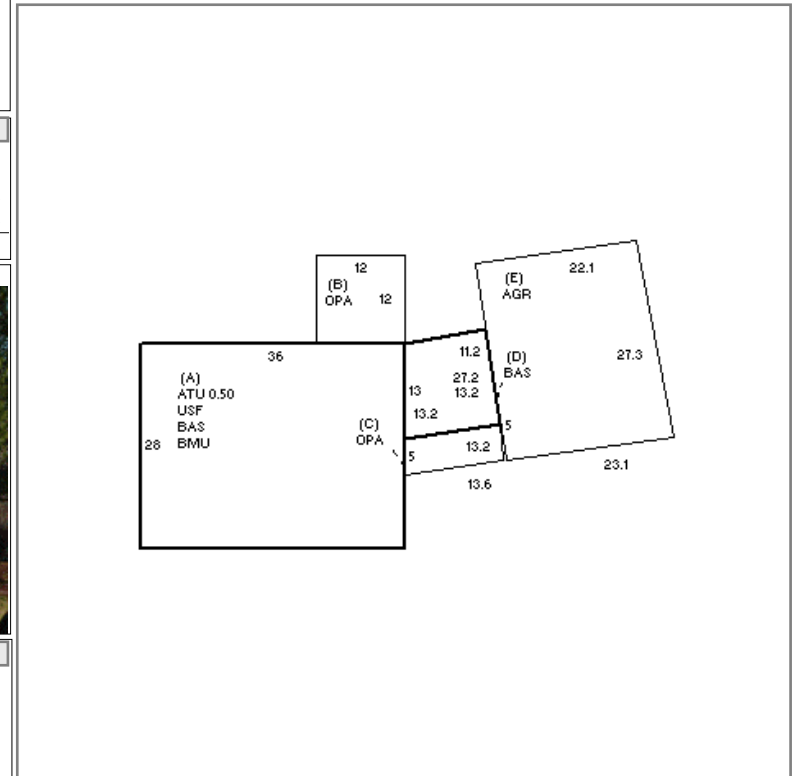 12
(B)
OPA 12
36
(A)
ATU 0.50
USF
BAS
BMU
28
(C)
OPA
(E)
AGR
22.1
27.3
23.1
11.2
(D)
BAS
27.2
13
13.2
13.2
5
5
13.2
13.6